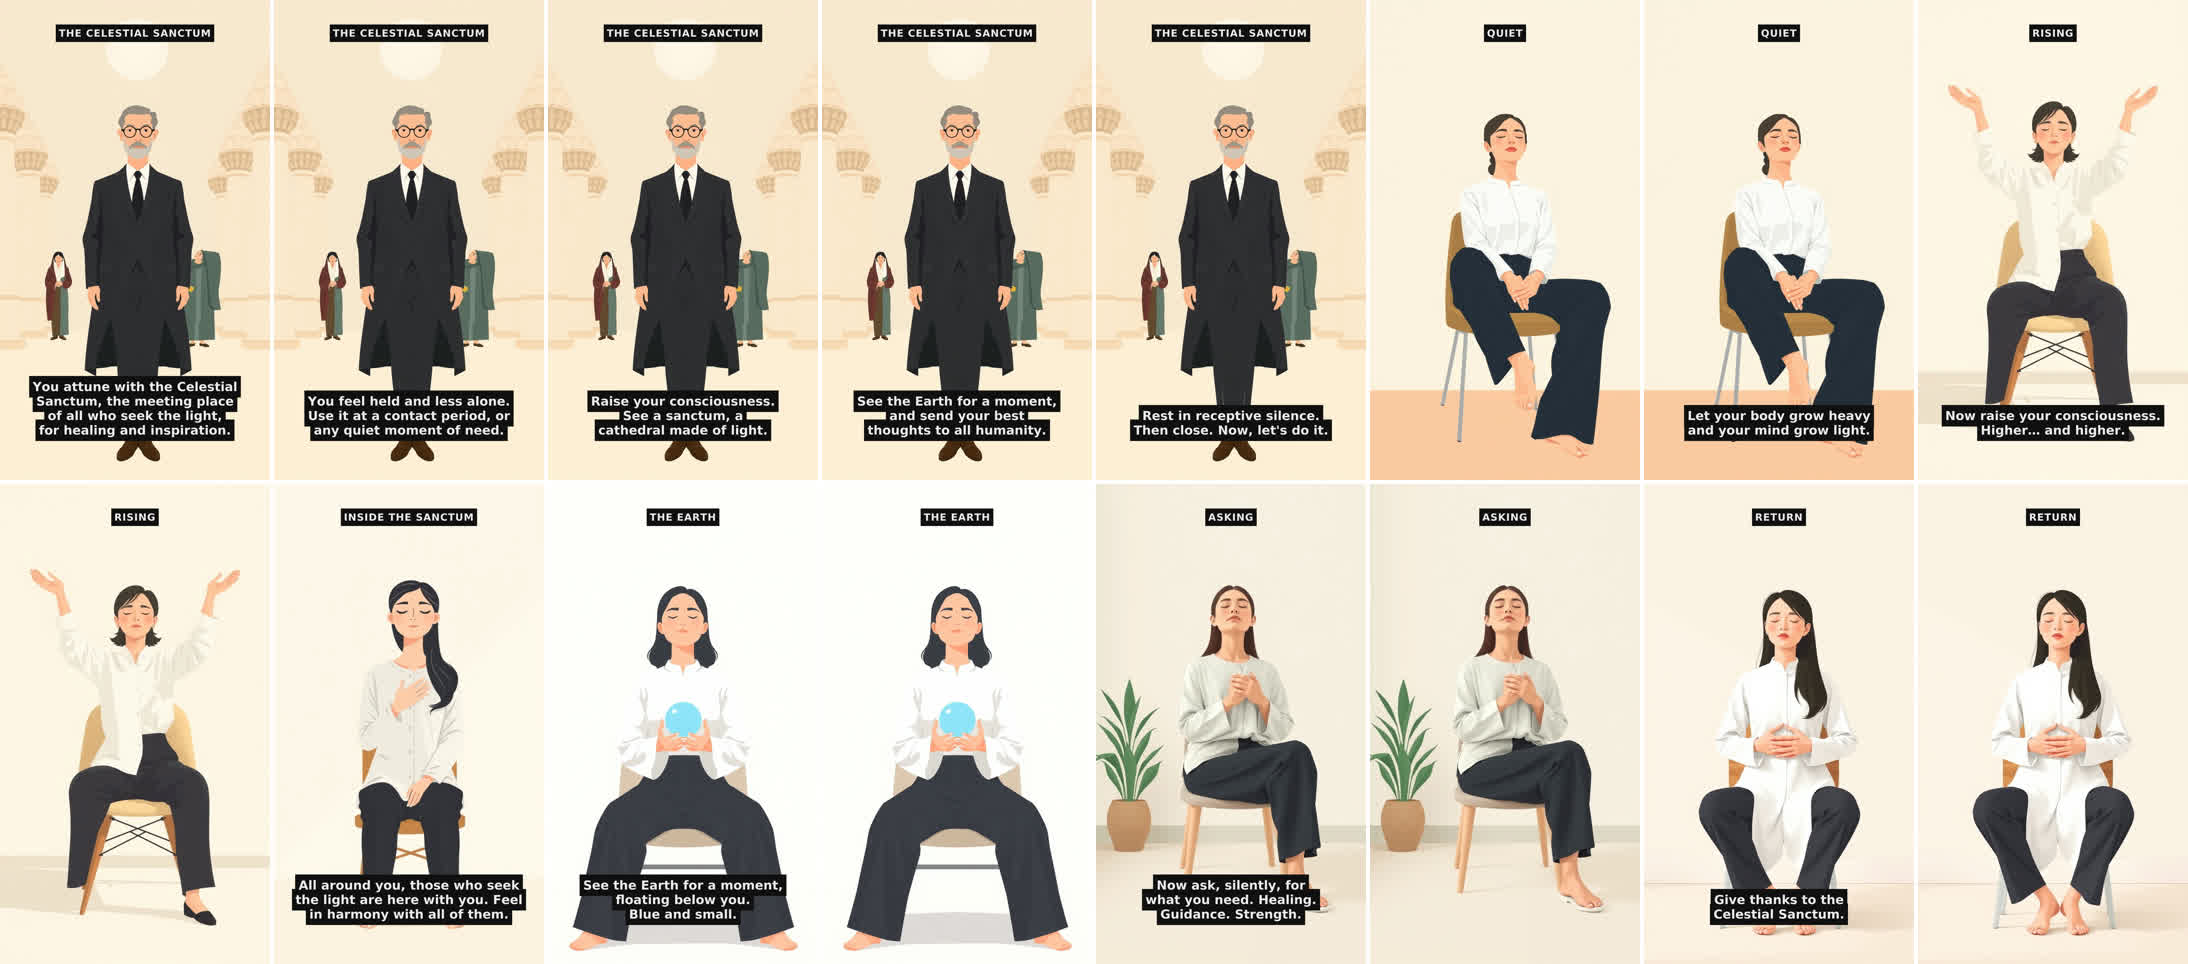 THE CELESTIAL SANCTUM
You attune with the Celestial
Sanctum, the meeting place
of all who seek the light,
for healing and inspiration.
THE CELESTIAL SANCTUM
You feel held and less alone.
Use it at a contact period, or
any quiet moment of need.
THE CELESTIAL SANCTUM
Raise your consciousness.
See a sanctum, a
cathedral made of light.
THE CELESTIAL SANCTUM
See the Earth for a moment,
and send your best
thoughts to all humanity.
THE CELESTIAL SANCTUM
Rest in receptive silence.
Then close. Now, let's do it.
QUIET
QUIET
Let your body grow heavy
and your mind grow light.
RISING
Now raise your consciousness.
Higher... and higher.
RISING
INSIDE THE SANCTUM
All around you, those who seek
the light are here with you. Feel
in harmony with all of them.
THE EARTH
See the Earth for a moment,
floating below you.
Blue and small.
THE EARTH
ASKING
Now ask, silently, for
what you need. Healing.
Guidance. Strength.
ASKING
RETURN
Give thanks to the
Celestial Sanctum.
RETURN